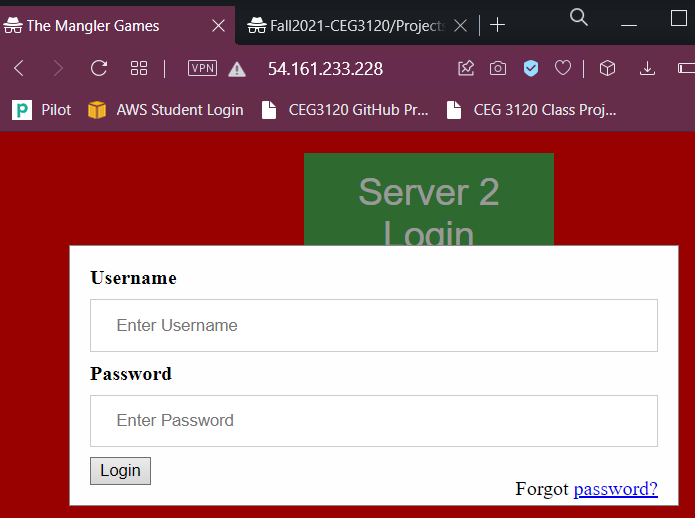 The Mangler Games
Fall2021-CEG3120/Projects
VPN
54.161.233.228
Pilot
AWS Student Login
CEG3120 GitHub Pr...
CEG 3120 Class Proj...
Server 2
Login
Username
Enter Username
Password
Enter Password
Login
Forgot password?